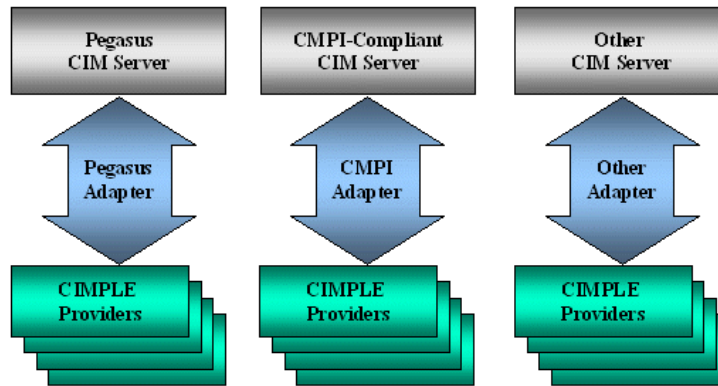 Pegasus
CIM Server
CMPI-Compliant
CIM Server
Other
CIM Server
Pegasus
Adapter
CMPI
Adapter
Other
Adapter
CIMPLE
Providers
CIMPLE
Providers
CIMPLE
Providers